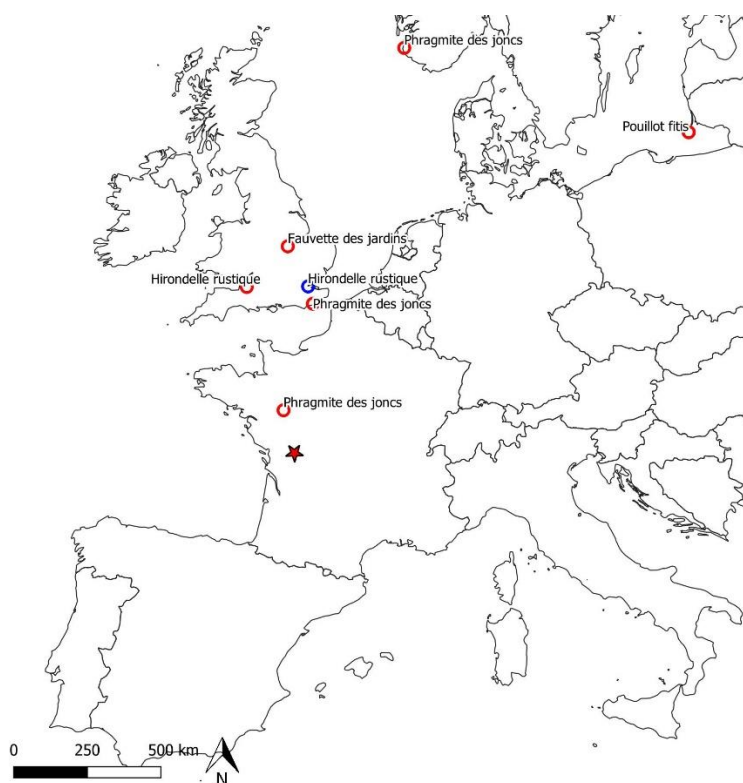 Phragmite des joncs
Pouillot fitis
Fauvette des jardins
Hirondelle rustique
Hirondelle rustique
Phragmite des joncs
Phragmite des joncs
0 250 500 km
N